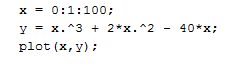 x = 0:1:100;
y = x.^3 + 2*x.^2 - 40*x;
plot(x,y);